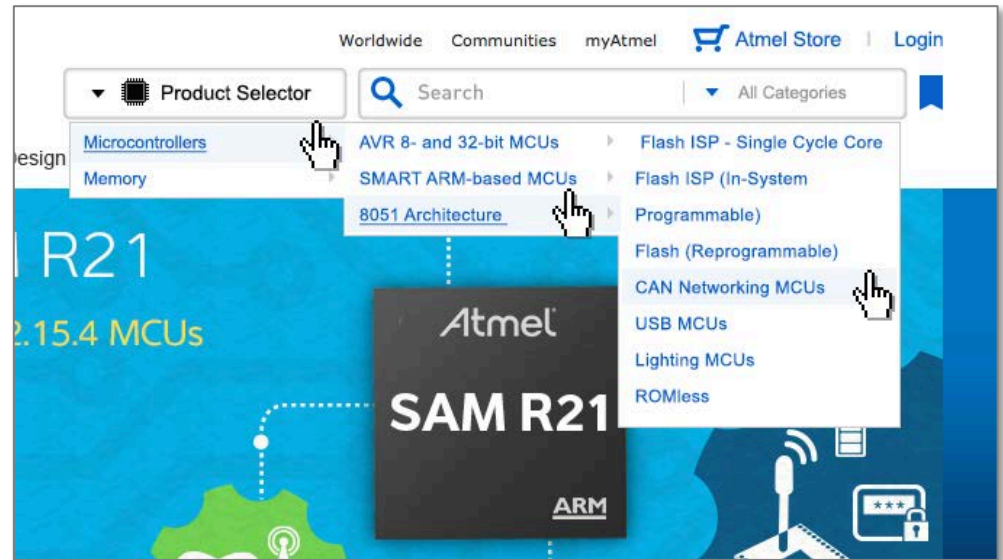 Worldwide Communities myAtmel Atmel Store | Login
Product Selector Search All Categories
Microcontrollers
Memory
AVR 8- and 32-bit MCUs
SMART ARM-based MCUs
8051 Architecture
Flash ISP - Single Cycle Core
Flash ISP (In-System
Programmable)
Flash (Reprogrammable)
CAN Networking MCUs
USB MCUs
Lighting MCUs
ROMless
esign
R21
2.15.4 MCUs
Atmel
SAM R21
ARM
***